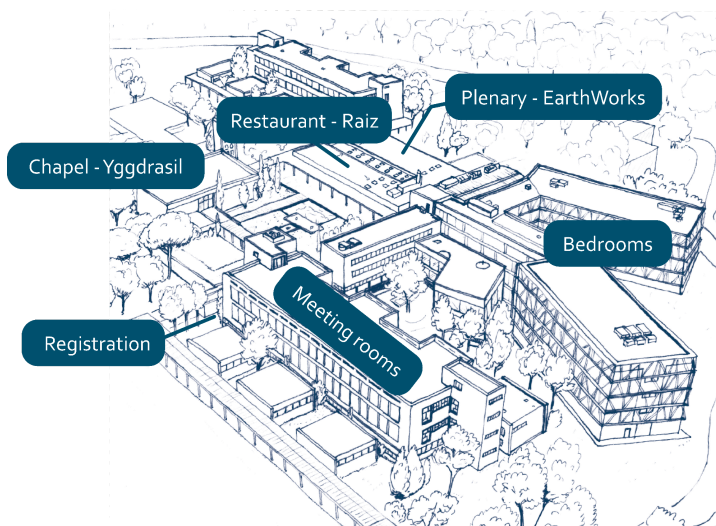 Plenary - EarthWorks
Restaurant - Raiz
Chapel - Yggdrasil
Bedrooms
Meeting rooms
Registration